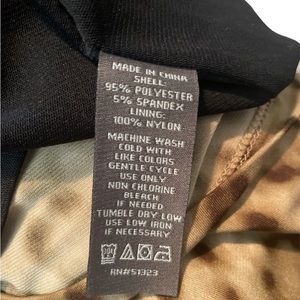 MADE IN CHINA
SHELL:
95% POLYESTER
5% SPANDEX
LINING:
100% NYLON
MACHINE WASH
COLD WITH
LIKE COLORS
GENTLE CYCLE
USE ONLY
NON CHLORINE
BLEACH
IF NEEDED
TUMBLE DRY LOW
USE LOW IRON
IF NECESSARY
RN#51323